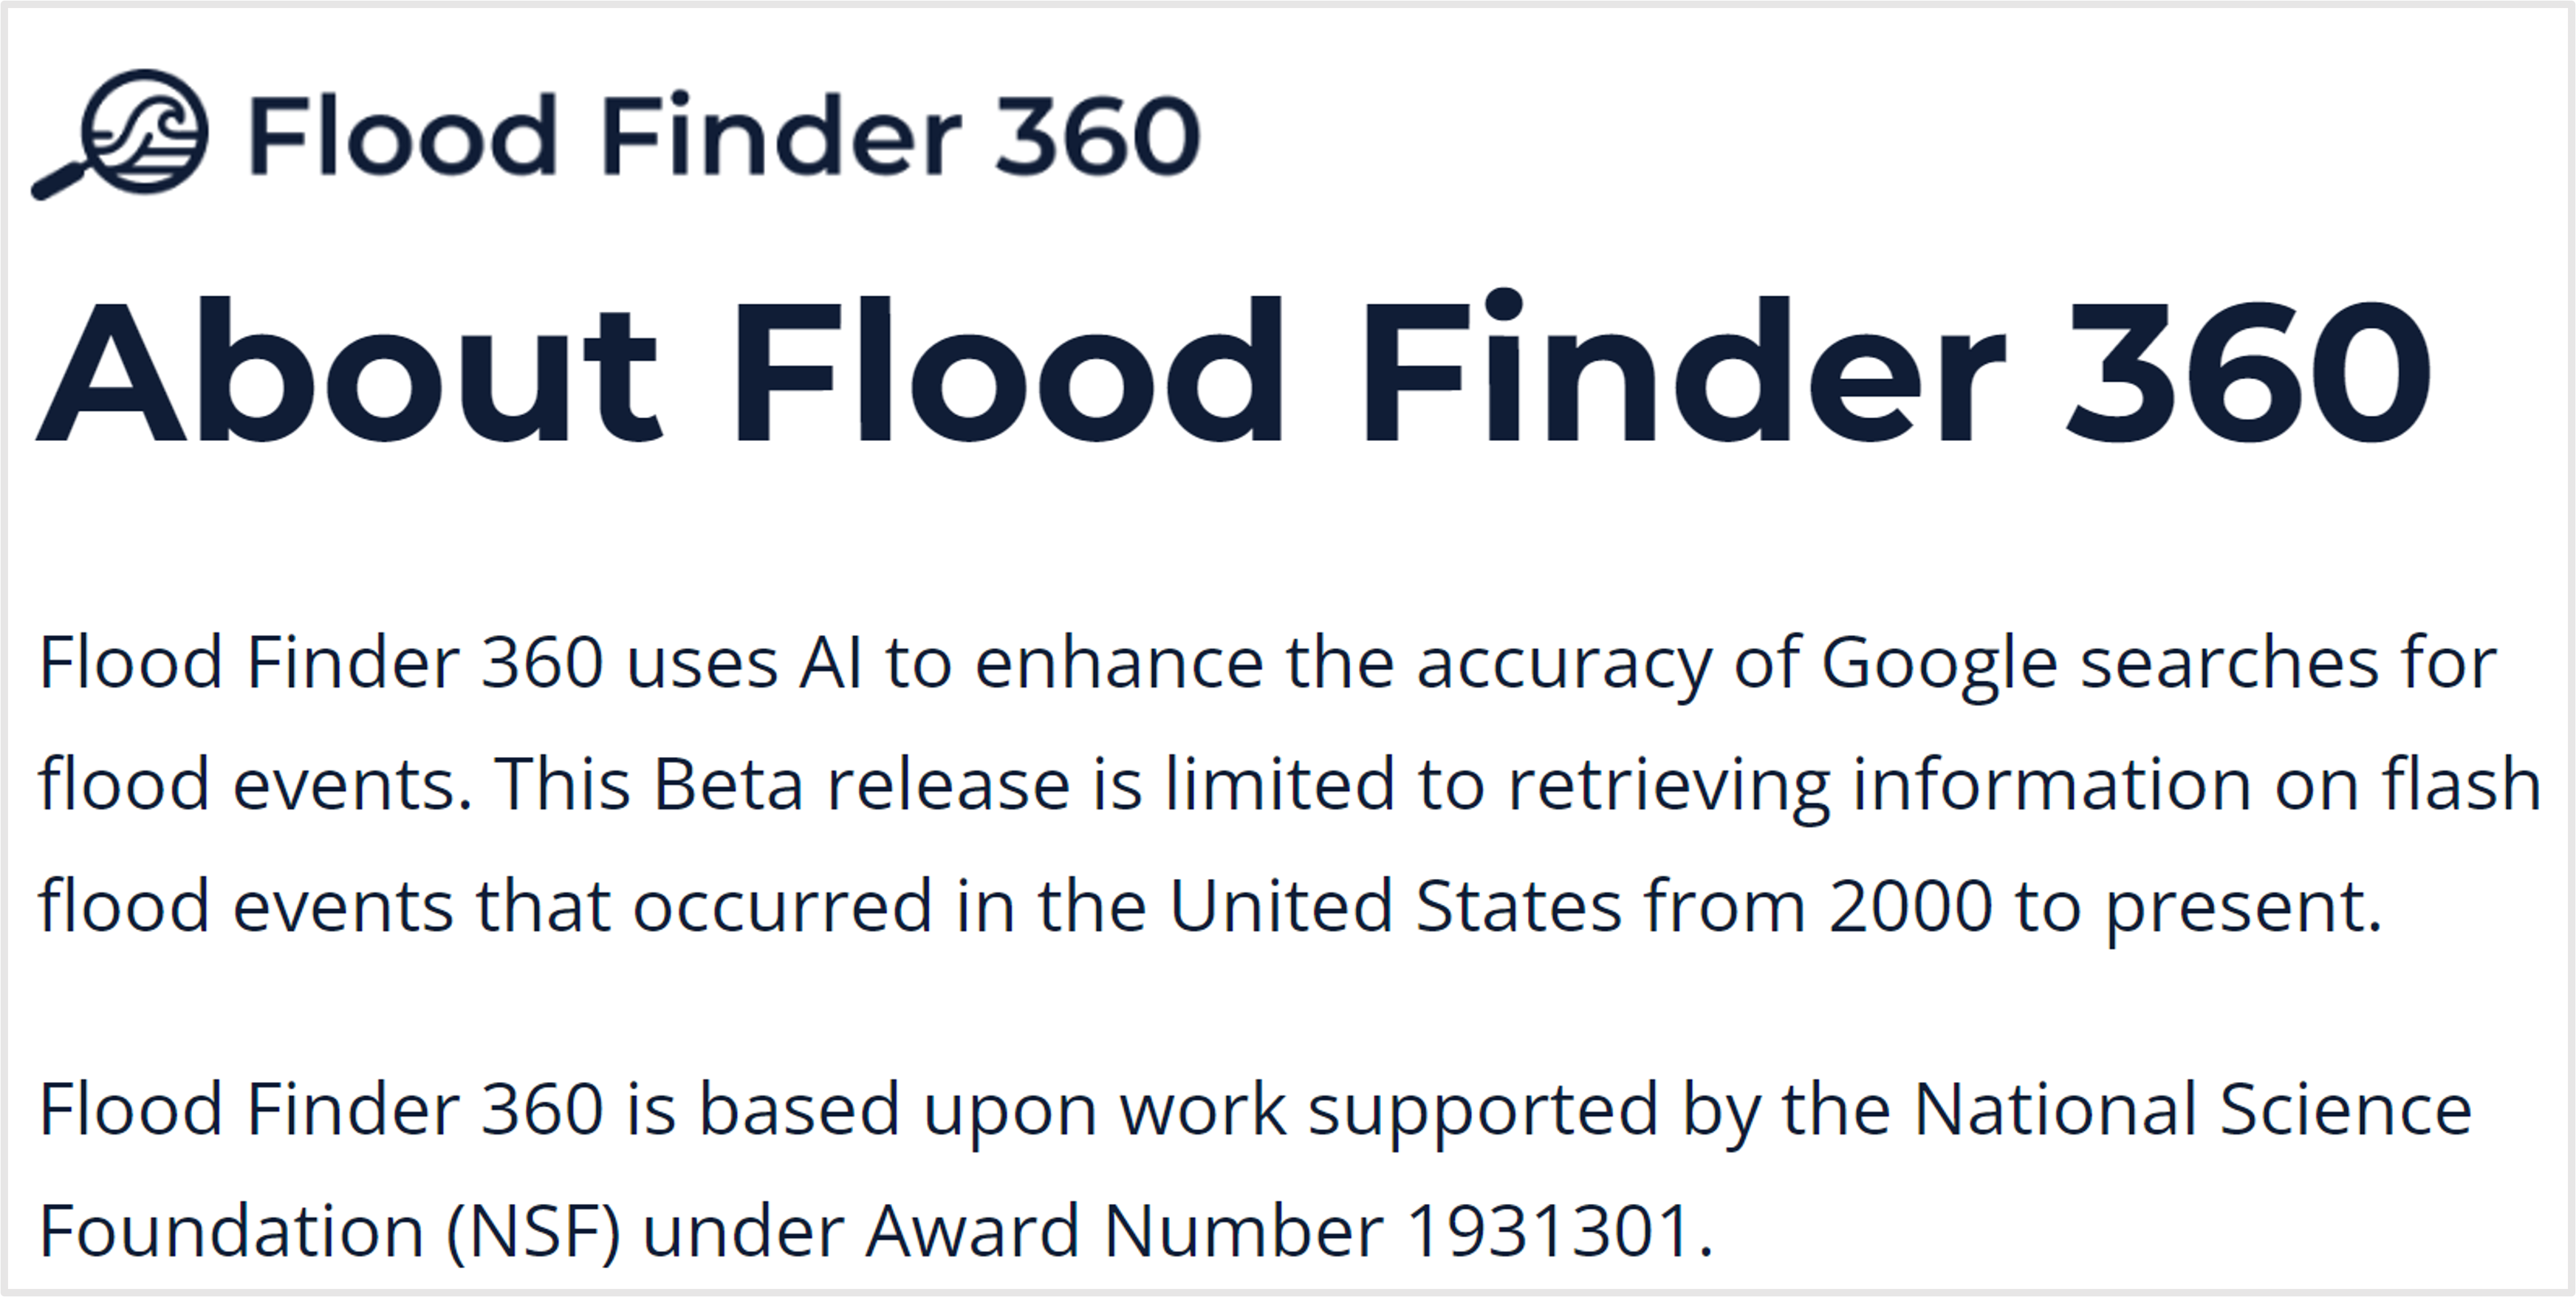 Flood Finder 360
About Flood Finder 360
Flood Finder 360 uses AI to enhance the accuracy of Google searches for
flood events. This Beta release is limited to retrieving information on flash
flood events that occurred in the United States from 2000 to present.
Flood Finder 360 is based upon work supported by the National Science
Foundation (NSF) under Award Number 1931301.